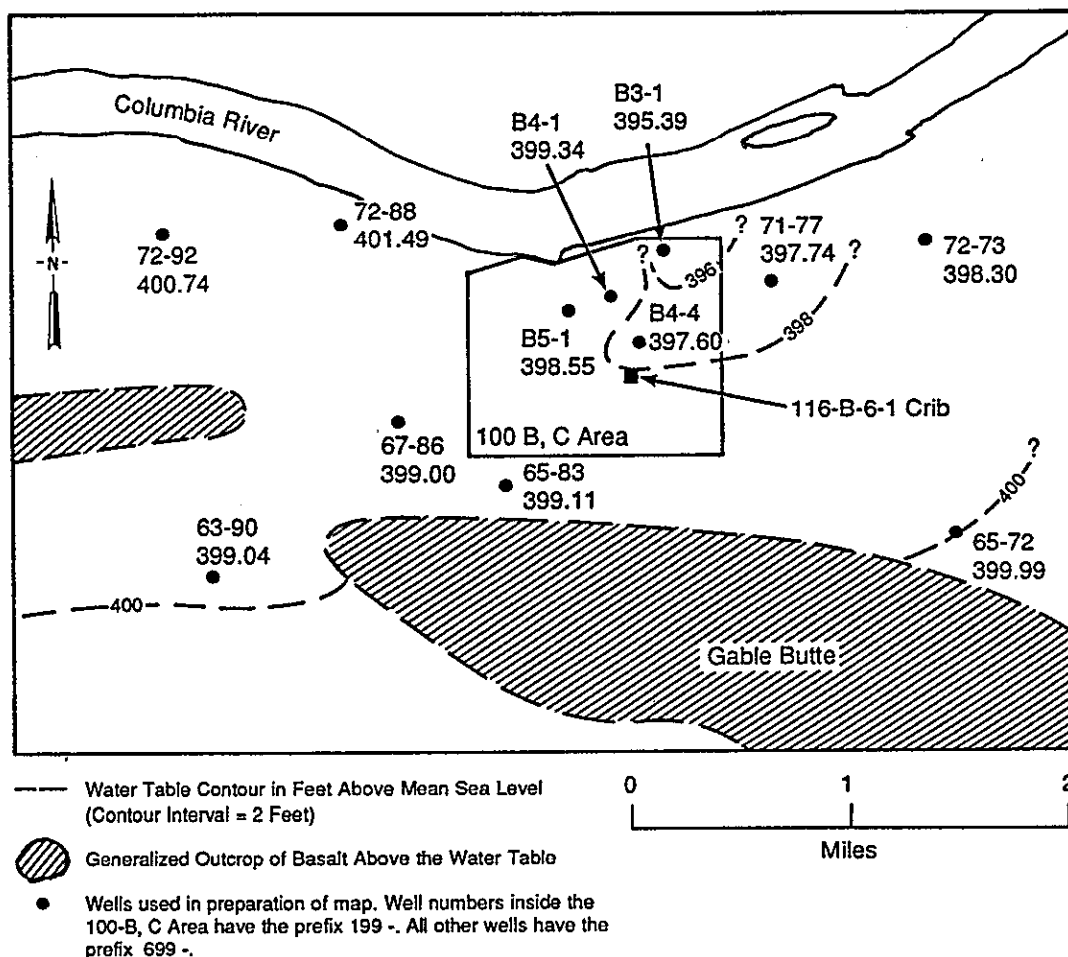 Columbia River
B3-1
395.39
B4-1
399.34
72-88
401.49
72-92
400.74
-N-
71-77
397.74
72-73
398.30
?
?
?
396
398
B4-4
397.60
B5-1
398.55
116-B-6-1 Crib
100 B, C Area
67-86
399.00
65-83
399.11
?
400
63-90
399.04
65-72
399.99
400
Gable Butte
Water Table Contour in Feet Above Mean Sea Level
(Contour Interval = 2 Feet)
0 1 2
Miles
Generalized Outcrop of Basalt Above the Water Table
Wells used in preparation of map. Well numbers inside the
100-B, C Area have the prefix 199 -. All other wells have the
prefix 699 -.